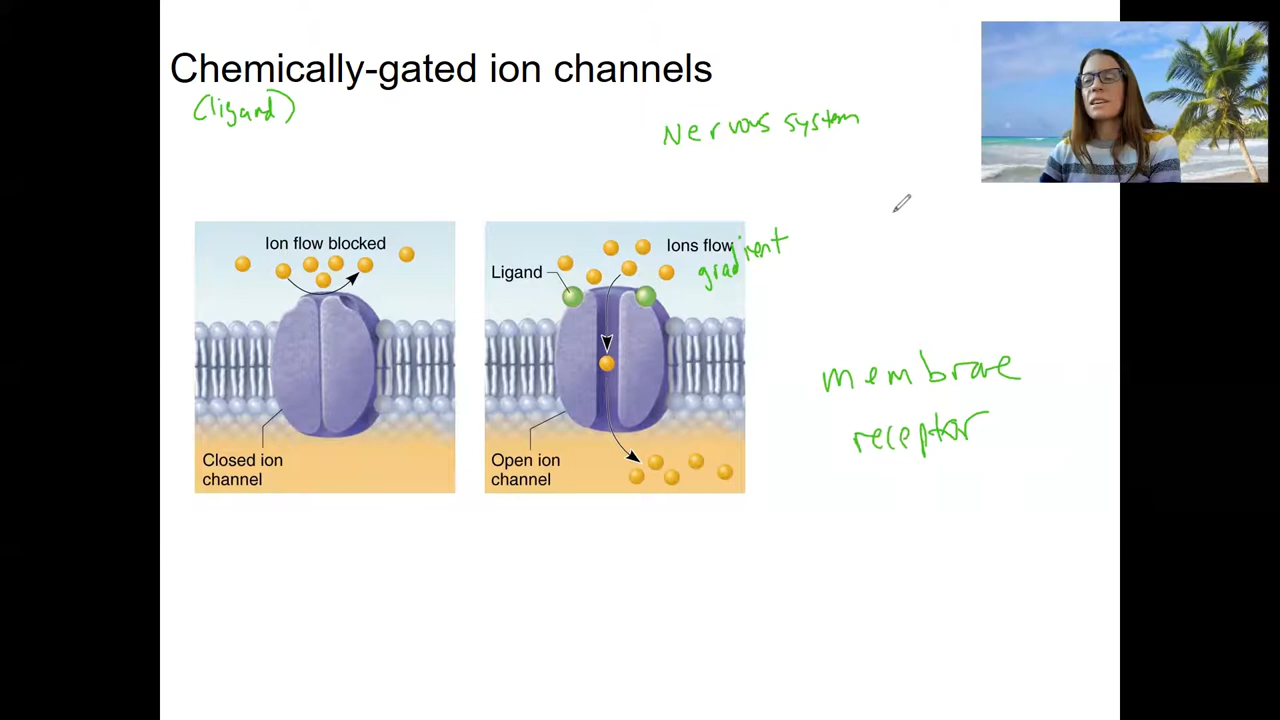 Chemically-gated ion channels
(ligand)
Nervous system
Ion flow blocked
Closed ion
channel
Ions flow
gradient
Ligand
Open ion
channel
membrane
receptor